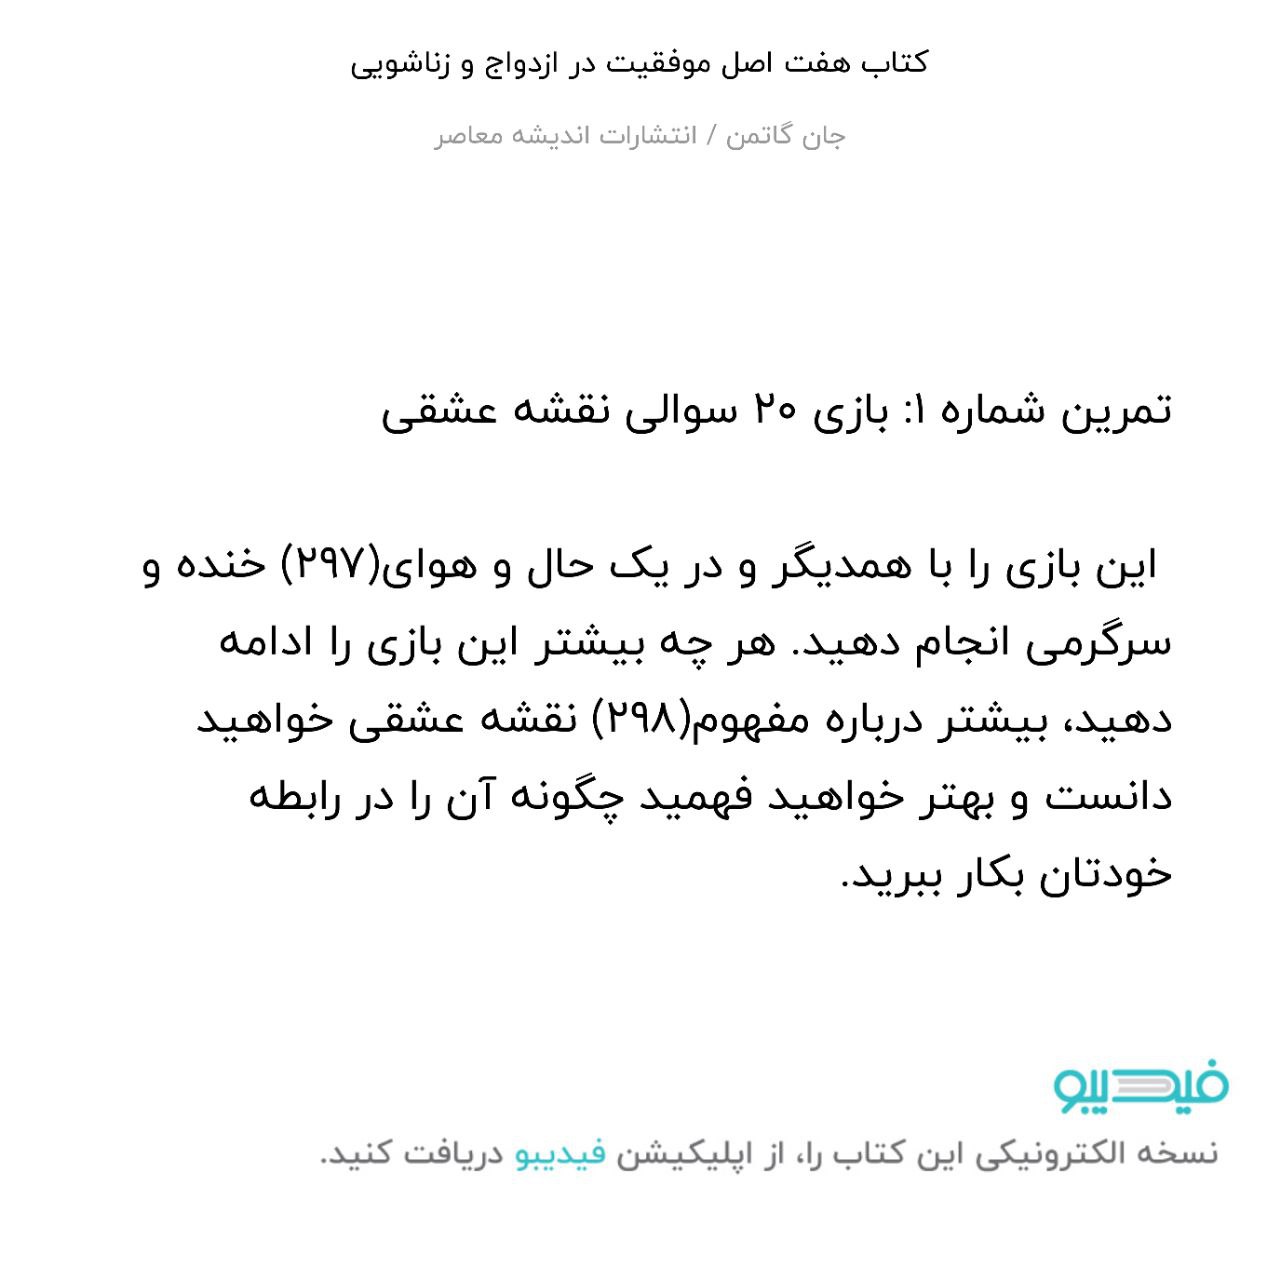 کتاب هفت اصل موفقیت در ازدواج و زناشویی
جان گاتمن / انتشارات اندیشه معاصر
تمرین شماره ۱: بازی ۲۰ سوالی نقشه عشقی
این بازی را با همدیگر و در یک حال و هوای(۲۹۷) خنده و
سرگرمی انجام دهید. هر چه بیشتر این بازی را ادامه
دهید، بیشتر درباره مفهوم(۲۹۸) نقشه عشقی خواهید
دانست و بهتر خواهید فهمید چگونه آن را در رابطه
خودتان بکار ببرید.
فیدیبو
نسخه الکترونیکی این کتاب را، از اپلیکیشن فیدیبو دریافت کنید.